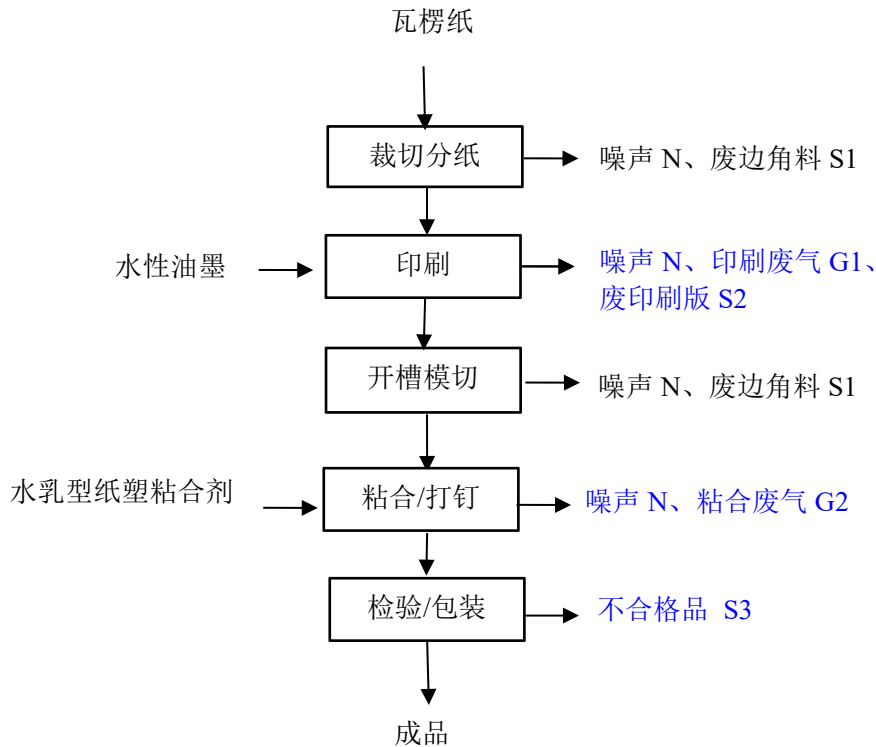 瓦楞纸
裁切分纸
噪声 N、废边角料 S1
水性油墨
印刷
噪声 N、印刷废气 G1、
废印刷版 S2
开槽模切
噪声 N、废边角料 S1
水乳型纸塑粘合剂
粘合/打钉
噪声 N、粘合废气 G2
检验/包装
不合格品 S3
成品